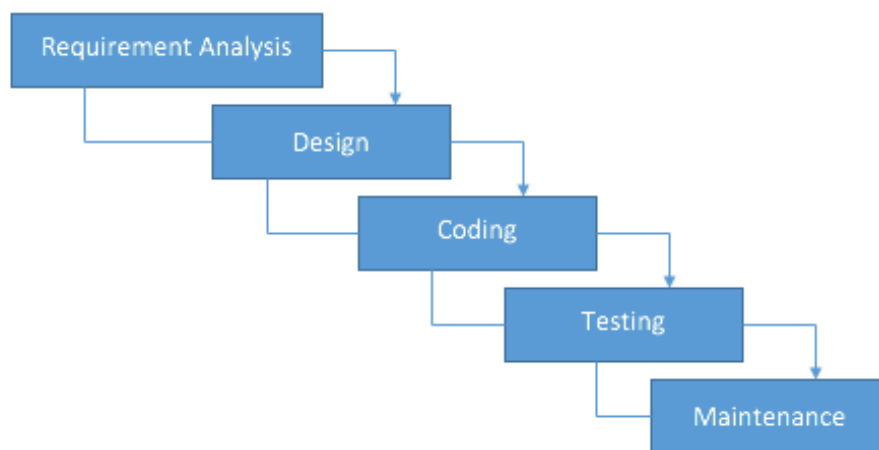 Requirement Analysis
Design
Coding
Testing
Maintenance